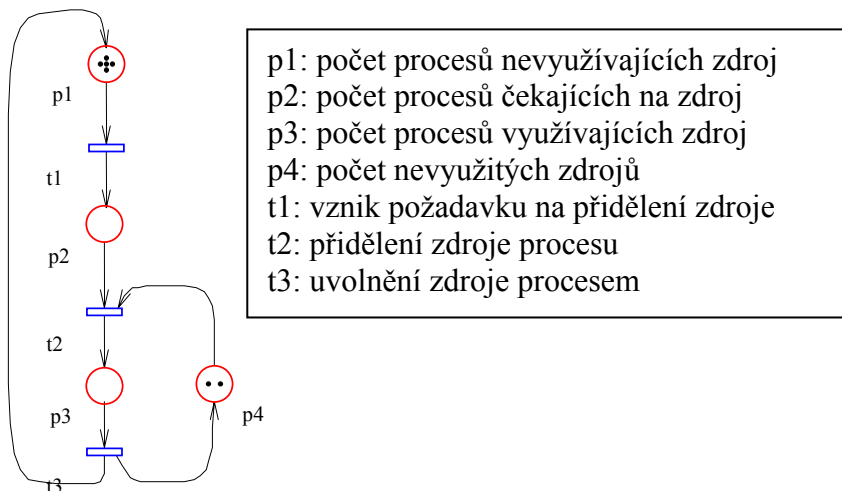 p1
t1
p2
t2
p3
p4
t3
p1: počet procesů nevyužívajících zdroj
p2: počet procesů čekajících na zdroj
p3: počet procesů využívajících zdroj
p4: počet nevyužitých zdrojů
t1: vznik požadavku na přidělení zdroje
t2: přidělení zdroje procesu
t3: uvolnění zdroje procesem